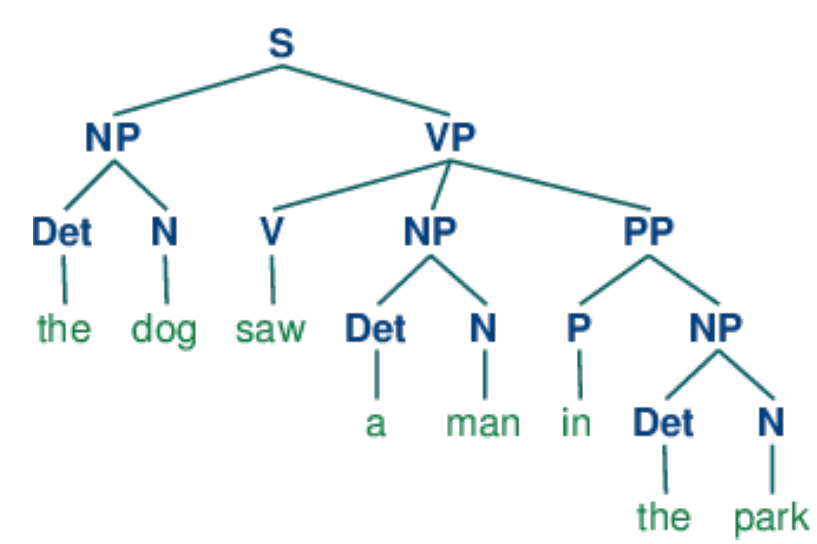 S
NP VP
Det N V NP PP
the dog saw Det N P NP
a man in Det N
the park